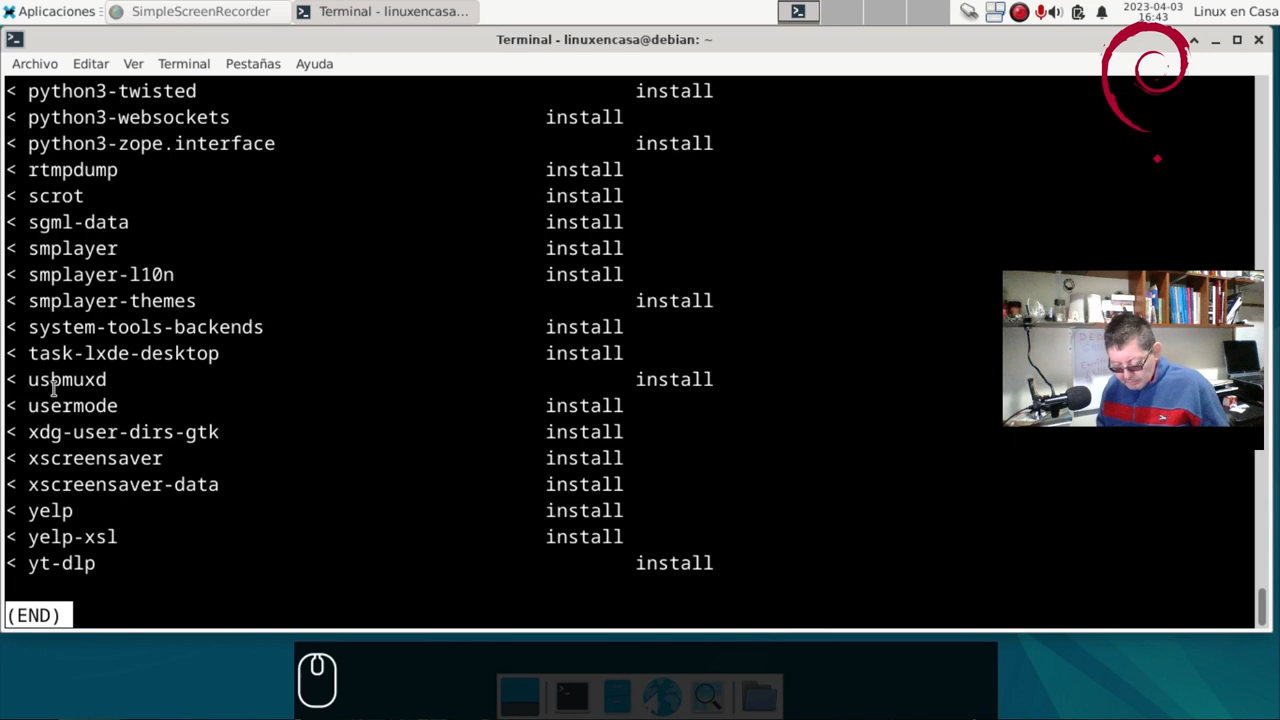 Aplicaciones
SimpleScreenRecorder
Terminal - linuxencasa...
2023-04-03
16:43
Linux en Casa
Terminal - linuxencasa@debian: ~
Archivo Editar Ver Terminal Pestañas Ayuda
< python3-twisted install
< python3-websockets install
< python3-zope.interface install
< rtmpdump install
< scrot install
< sgml-data install
< smplayer install
< smplayer-l10n install
< smplayer-themes install
< system-tools-backends install
< task-lxde-desktop install
< usbmuxd install
< usermode install
< xdg-user-dirs-gtk install
< xscreensaver install
< xscreensaver-data install
< yelp install
< yelp-xsl install
< yt-dlp install
(END)